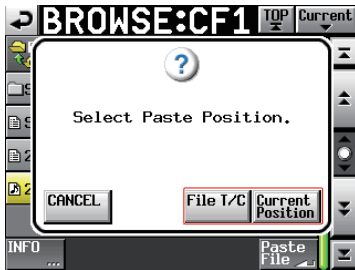 BROWSE:CF1 TOP Current
?
Select Paste Position.
CANCEL File T/C Current Position
INFO ... Paste File